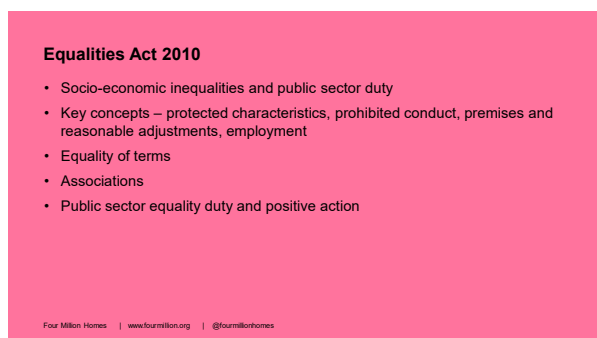 Equalities Act 2010
• Socio-economic inequalities and public sector duty
• Key concepts – protected characteristics, prohibited conduct, premises and
reasonable adjustments, employment
• Equality of terms
• Associations
• Public sector equality duty and positive action
Four Million Homes | www.fourmillion.org | @fourmillionhomes